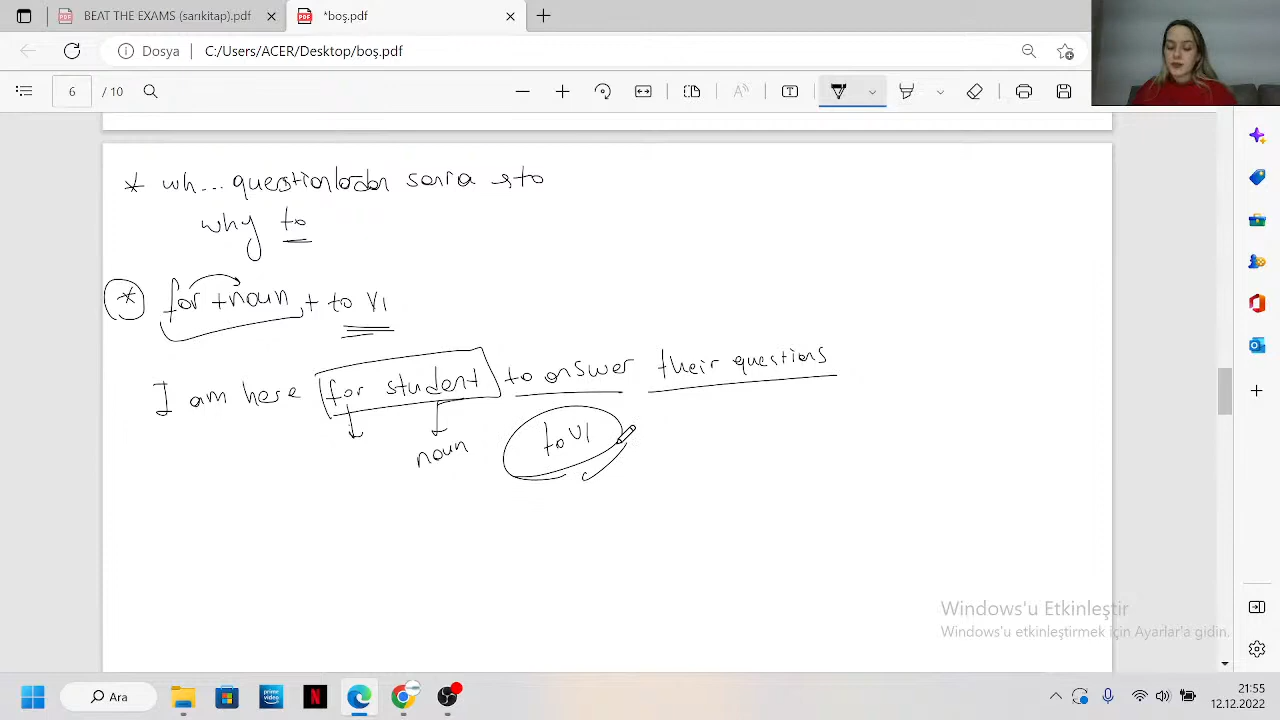 BEAT THE EXAMS (sarıkitap).pdf
*boş.pdf
Dosya
C:/Users/ACER/Desktop/boş.pdf
6
/ 10
* wh... questionlardan sonra → to
why to
* for + noun + to V1
I am here for student to answer their questions
noun
to V1
Windows'u Etkinleştir
Windows'u etkinleştirmek için Ayarlar'a gidin.
Ara
prime video
N
21:55
12.12.2022